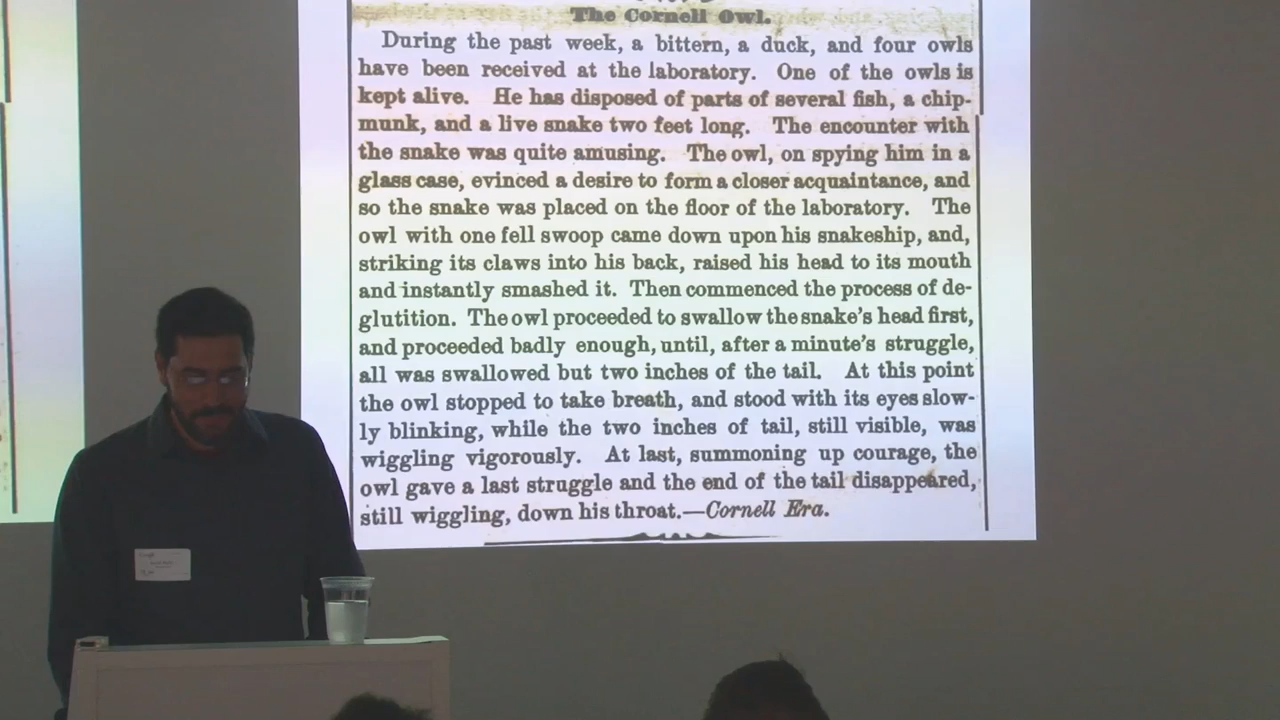 The Cornell Owl.
During the past week, a bittern, a duck, and four owls
have been received at the laboratory. One of the owls is
kept alive. He has disposed of parts of several fish, a chip-
munk, and a live snake two feet long. The encounter with
the snake was quite amusing. The owl, on spying him in a
glass case, evinced a desire to form a closer acquaintance, and
so the snake was placed on the floor of the laboratory. The
owl with one fell swoop came down upon his snakeship, and,
striking its claws into his back, raised his head to its mouth
and instantly smashed it. Then commenced the process of de-
glutition. The owl proceeded to swallow the snake's head first,
and proceeded badly enough, until, after a minute's struggle,
all was swallowed but two inches of the tail. At this point
the owl stopped to take breath, and stood with its eyes slow-
ly blinking, while the two inches of tail, still visible, was
wiggling vigorously. At last, summoning up courage, the
owl gave a last struggle and the end of the tail disappeared,
still wiggling, down his throat.—Cornell Era.